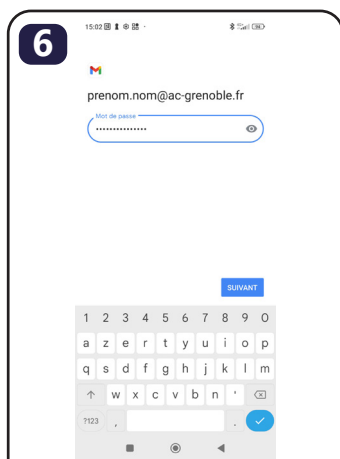 6
15:02
prenom.nom@ac-grenoble.fr
Mot de passe
•••••••••••••••
SUIVANT
1 2 3 4 5 6 7 8 9 0
a z e r t y u i o p
q s d f g h j k l m
w x c v b n '
?123 , .